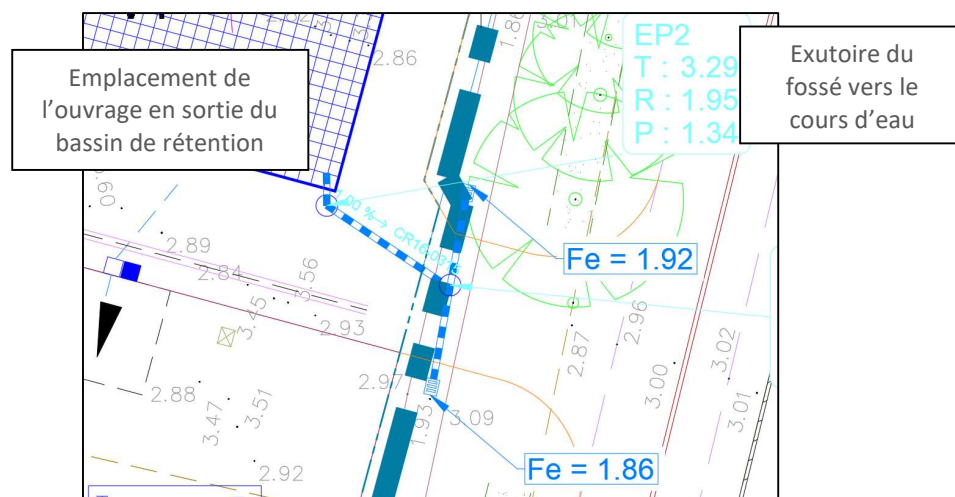 Emplacement de
l'ouvrage en sortie du
bassin de rétention
Exutoire du
fossé vers le
cours d'eau
EP2
T : 3.29
R : 1.95
P : 1.34
2.86
1.86
2.89
2.84
3.56
3.45
2.93
Fe = 1.92
2.88
3.47
3.51
2.97
1.93
3.09
2.87
2.96
3.00
3.02
3.01
2.92
Fe = 1.86